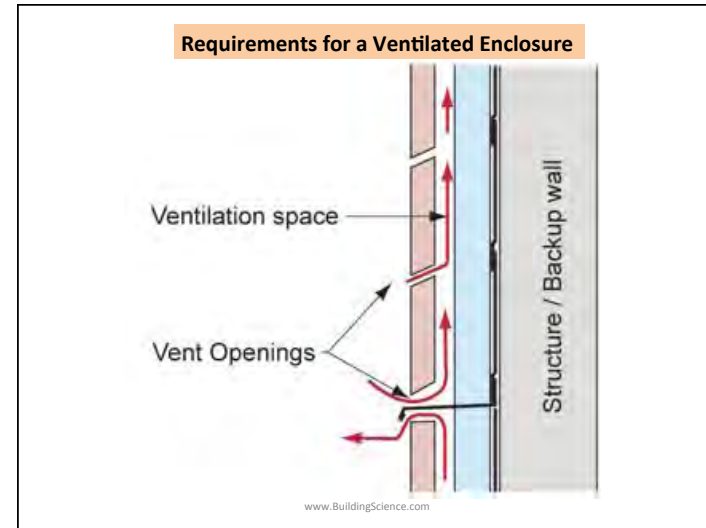 Requirements for a Ventilated Enclosure
Ventilation space
Vent Openings
Structure / Backup wall
www.BuildingScience.com